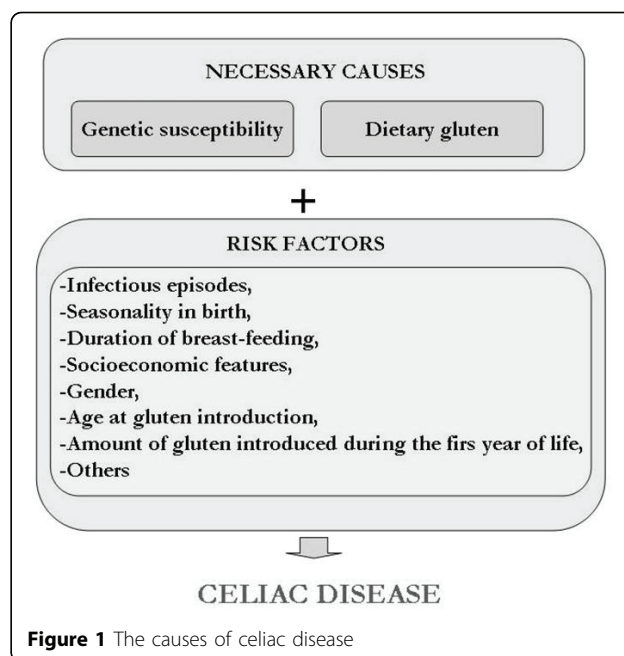 NECESSARY CAUSES
Genetic susceptibility
Dietary gluten
+
RISK FACTORS
-Infectious episodes,
-Seasonality in birth,
-Duration of breast-feeding,
-Socioeconomic features,
-Gender,
-Age at gluten introduction,
-Amount of gluten introduced during the firs year of life,
-Others
CELIAC DISEASE
Figure 1 The causes of celiac disease